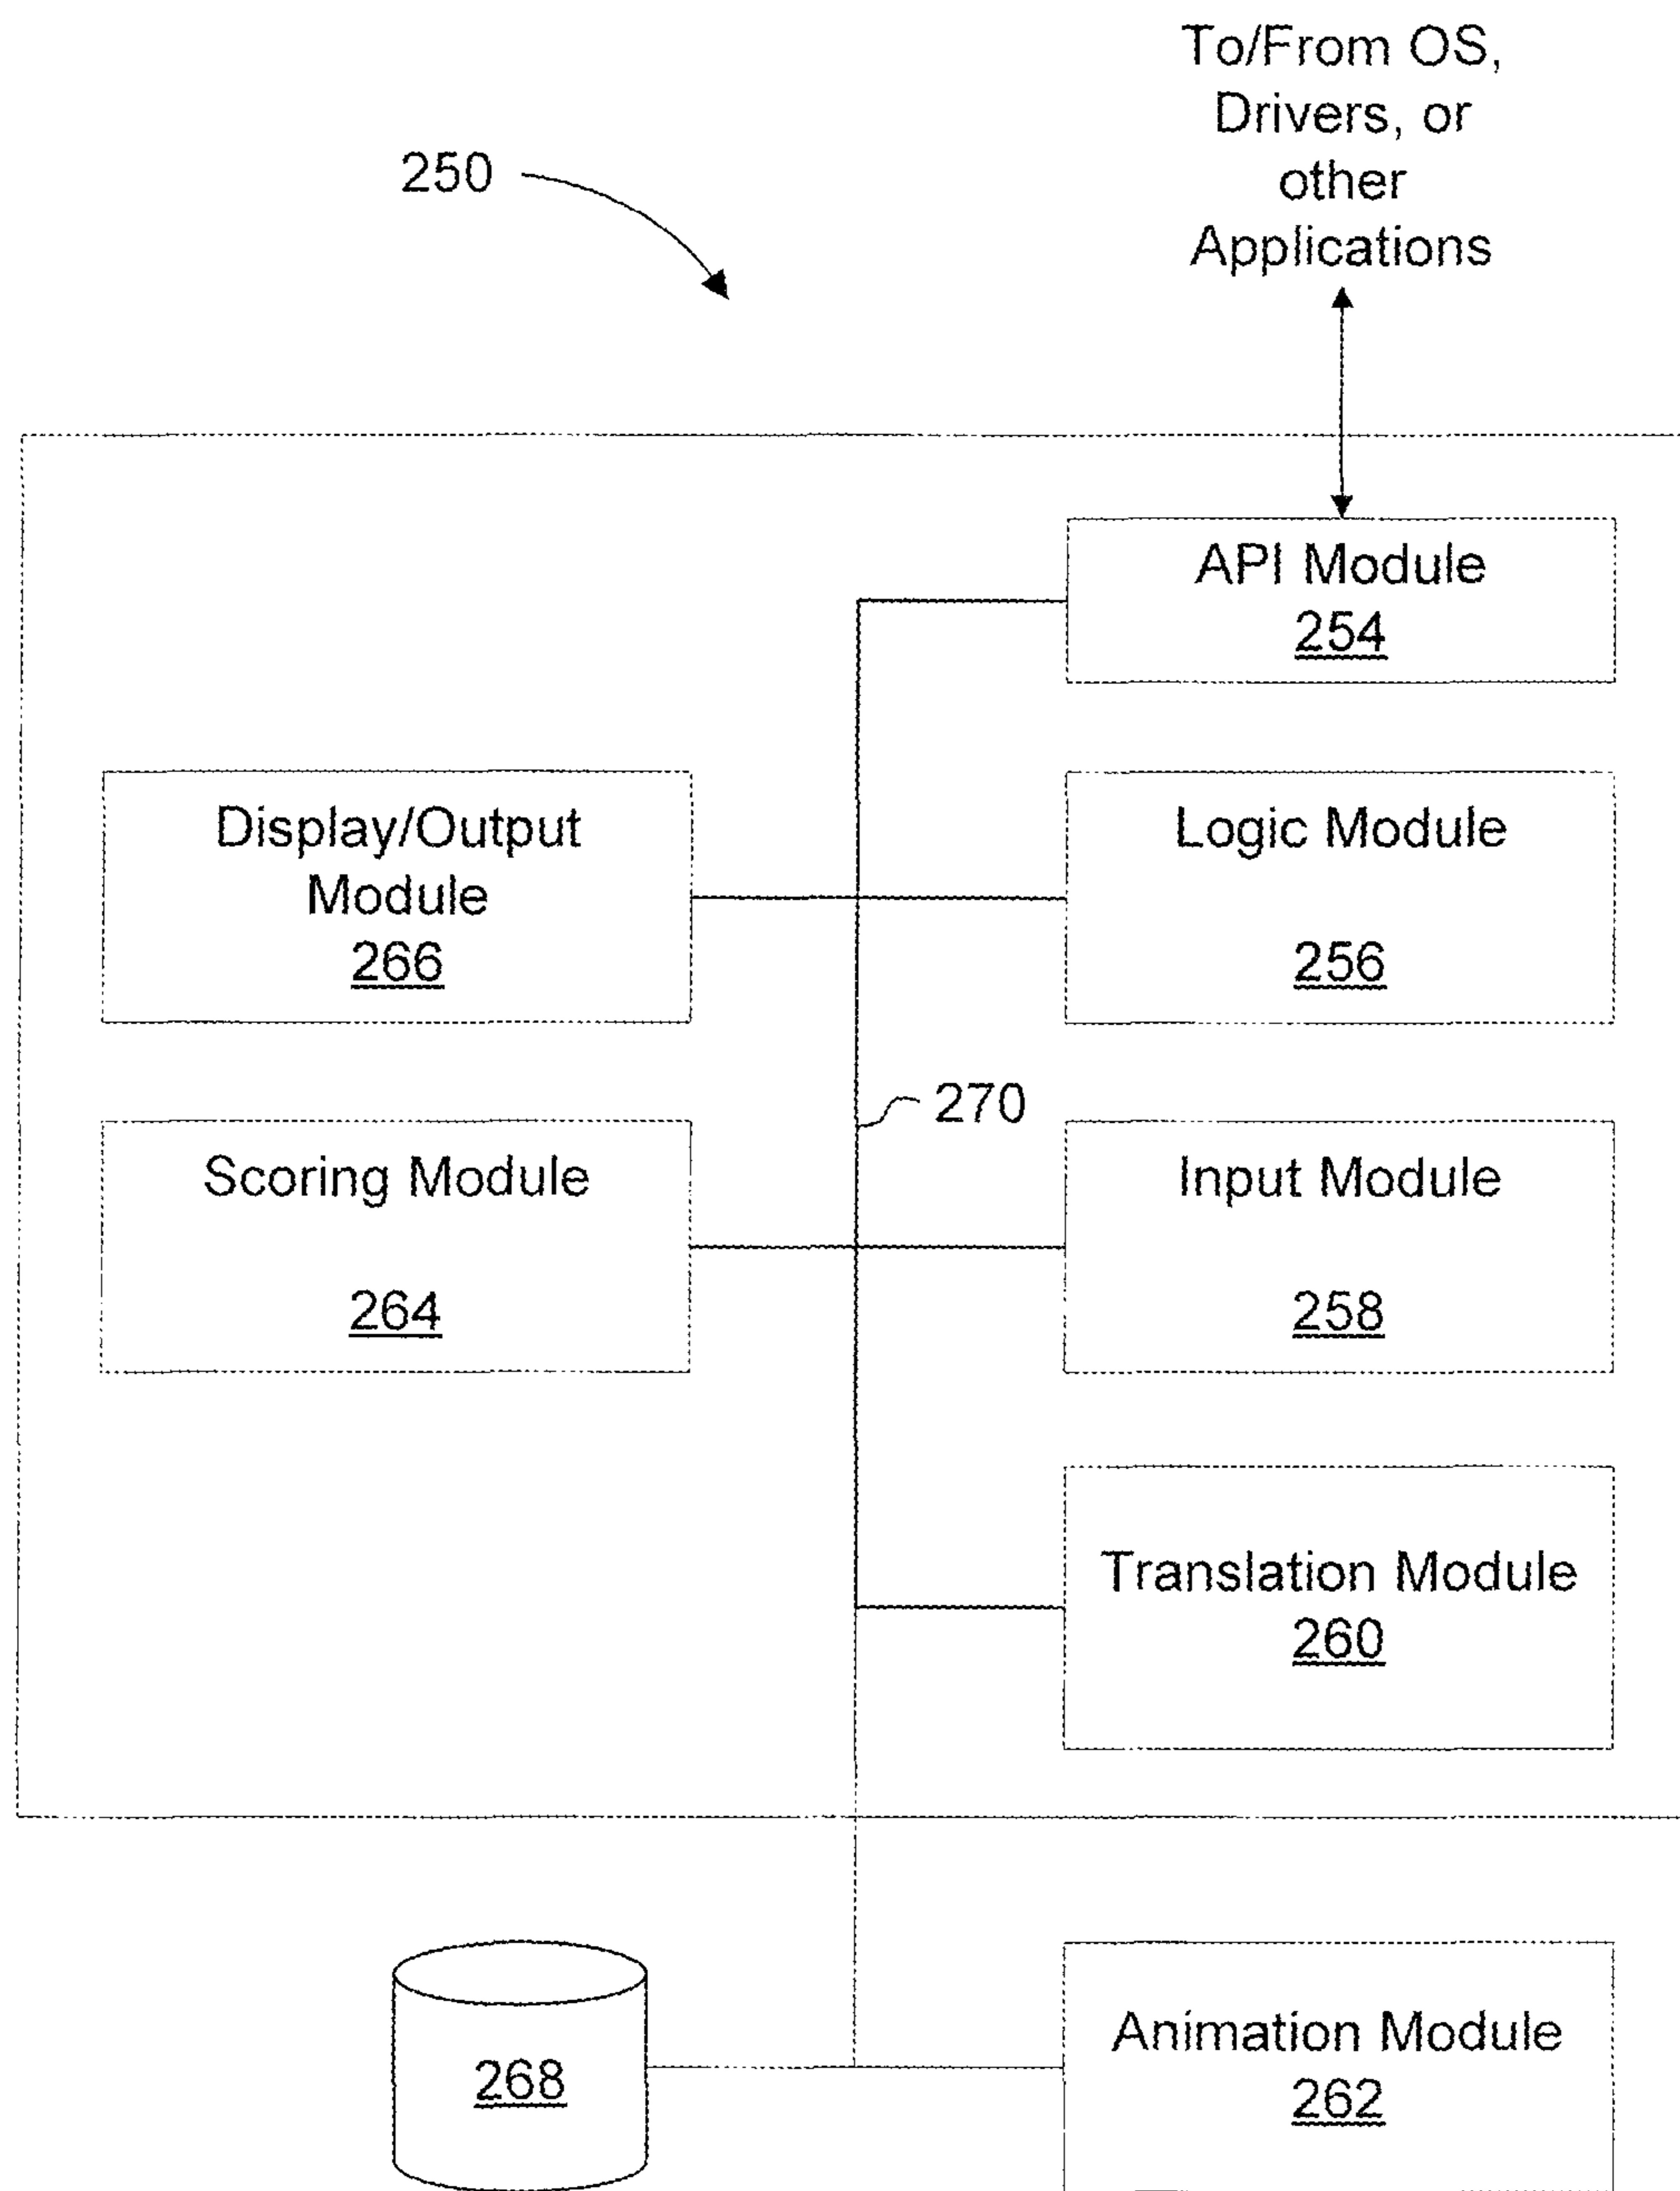 To/From OS,
Drivers, or
other
Applications
250
API Module
254
Display/Output
Module
266
Logic Module
256
270
Scoring Module
264
Input Module
258
Translation Module
260
268
Animation Module
262